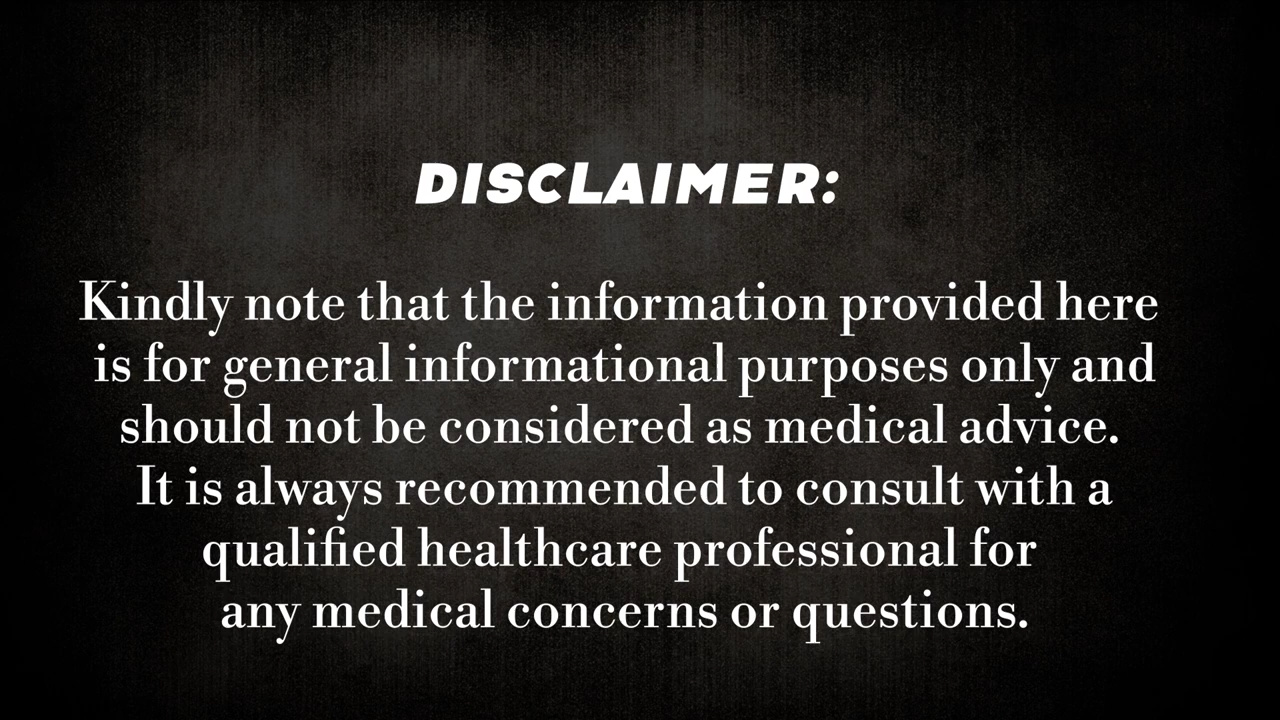 DISCLAIMER:
Kindly note that the information provided here
is for general informational purposes only and
should not be considered as medical advice.
It is always recommended to consult with a
qualified healthcare professional for
any medical concerns or questions.